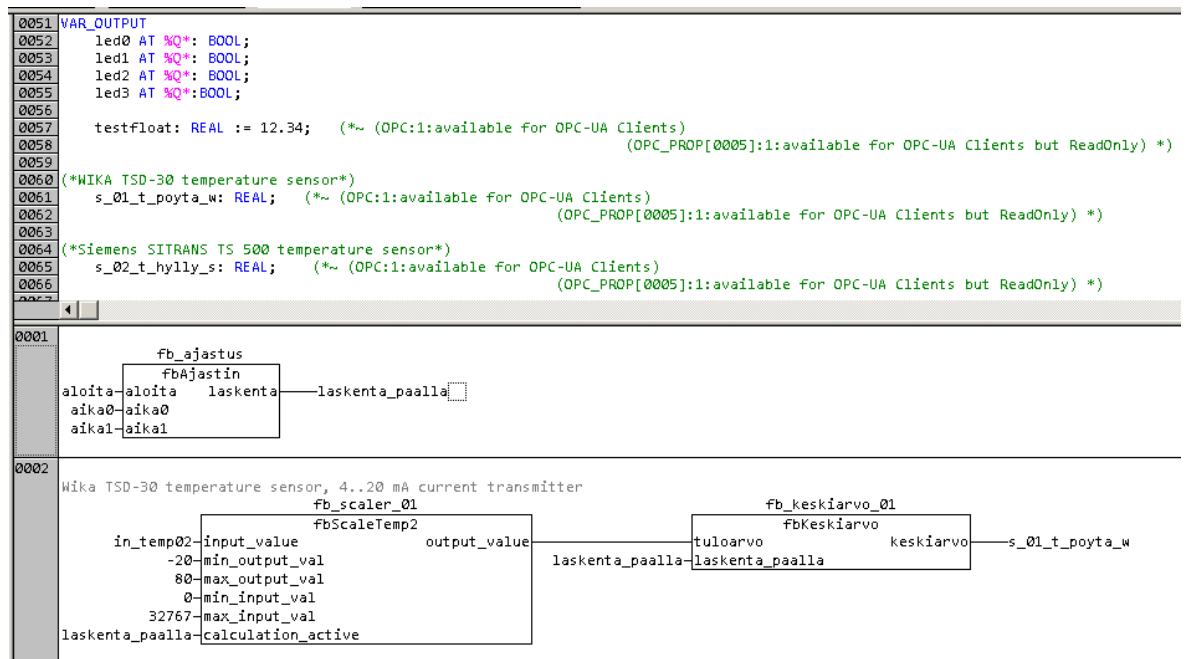 0051 VAR_OUTPUT
0052 led0 AT %Q*: BOOL;
0053 led1 AT %Q*: BOOL;
0054 led2 AT %Q*: BOOL;
0055 led3 AT %Q*:BOOL;
0056
0057 testfloat: REAL := 12.34; (*~ (OPC:1:available for OPC-UA Clients)
0058 (OPC_PROP[0005]:1:available for OPC-UA Clients but ReadOnly) *)
0059
0060 (*WIKA TSD-30 temperature sensor*)
0061 s_01_t_poyta_w: REAL; (*~ (OPC:1:available for OPC-UA Clients)
0062 (OPC_PROP[0005]:1:available for OPC-UA Clients but ReadOnly) *)
0063
0064 (*Siemens SITRANS TS 500 temperature sensor*)
0065 s_02_t_hylly_s: REAL; (*~ (OPC:1:available for OPC-UA Clients)
0066 (OPC_PROP[0005]:1:available for OPC-UA Clients but ReadOnly) *)
0001
fb_ajastus
fbAjastin
aloita aloita laskenta laskenta_paalla
aika0 aika0
aika1 aika1
0002
Wika TSD-30 temperature sensor, 4..20 mA current transmitter
fb_scaler_01 fb_keskiarvo_01
fbScaleTemp2 fbKeskiarvo
in_temp02 input_value output_value tuloarvo keskiarvo s_01_t_poyta_w
-20 min_output_val laskenta_paalla laskenta_paalla
80 max_output_val
0 min_input_val
32767 max_input_val
laskenta_paalla calculation_active